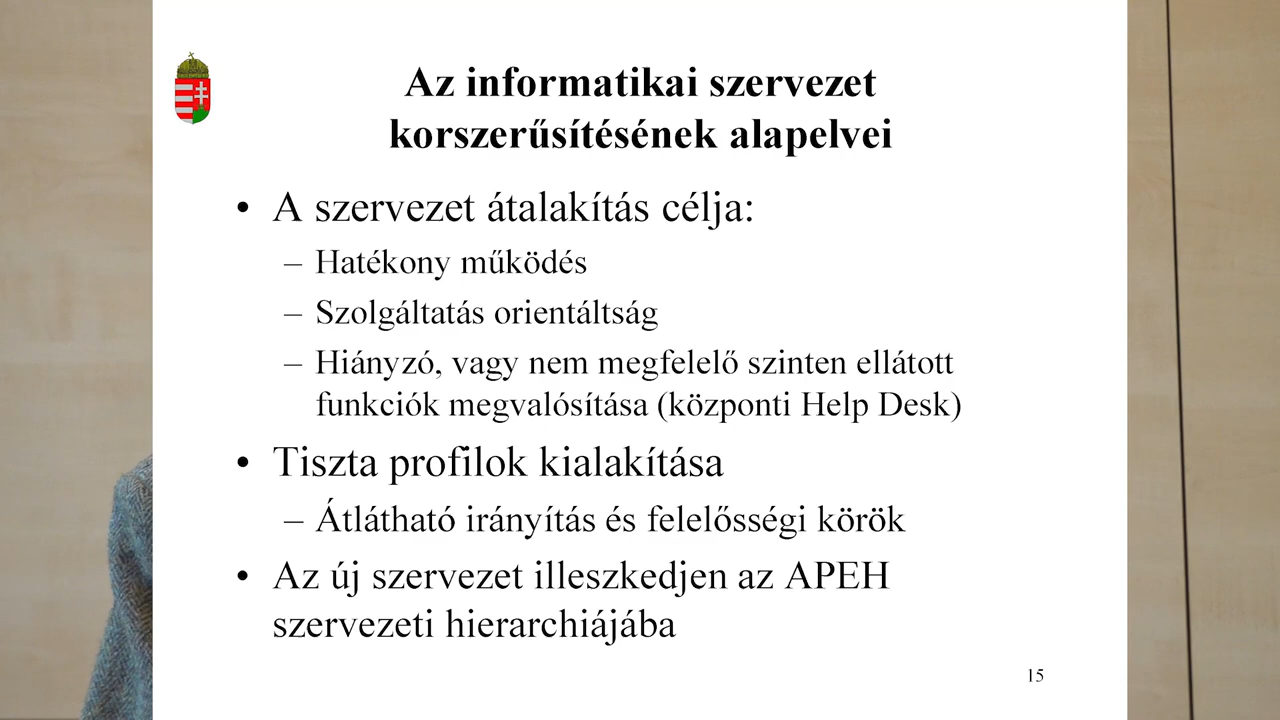 Az informatikai szervezet
korszerűsítésének alapelvei
• A szervezet átalakítás célja:
– Hatékony működés
– Szolgáltatás orientáltság
– Hiányzó, vagy nem megfelelő szinten ellátott
funkciók megvalósítása (központi Help Desk)
• Tiszta profilok kialakítása
– Átlátható irányítás és felelősségi körök
• Az új szervezet illeszkedjen az APEH
szervezeti hierarchiájába
15